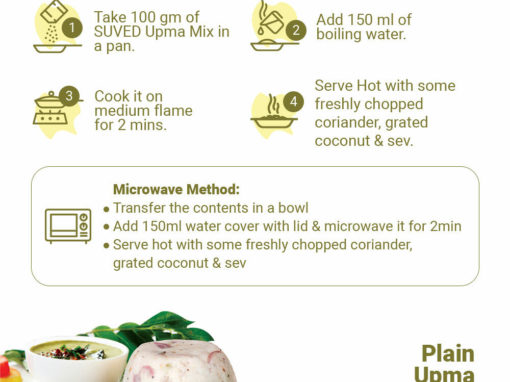 1
Take 100 gm of
SUVED Upma Mix in
a pan.
2
Add 150 ml of
boiling water.
3
Cook it on
medium flame
for 2 mins.
4
Serve Hot with some
freshly chopped
coriander, grated
coconut & sev.
Microwave Method:
• Transfer the contents in a bowl
• Add 150ml water cover with lid & microwave it for 2min
• Serve hot with some freshly chopped coriander,
grated coconut & sev
Plain
Upma